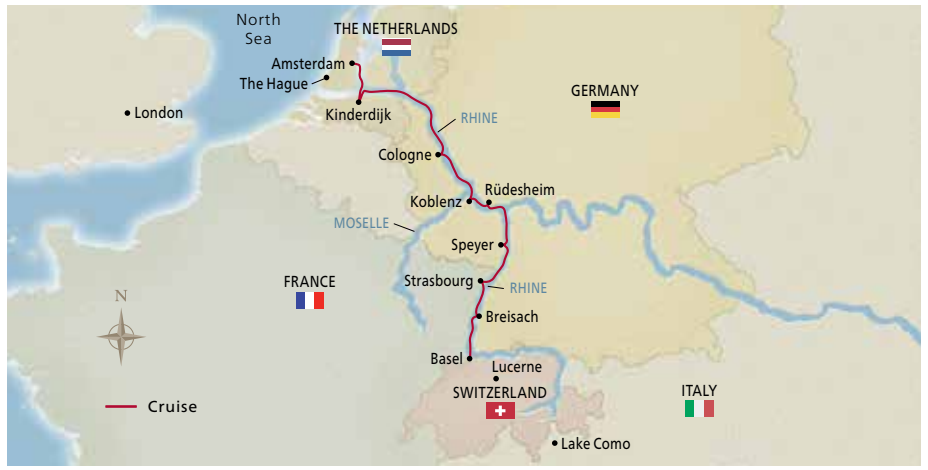 North
Sea
THE NETHERLANDS
Amsterdam
The Hague
GERMANY
London
Kinderdijk
RHINE
Cologne
Rüdesheim
Koblenz
MOSELLE
Speyer
FRANCE
Strasbourg
RHINE
N
Breisach
Basel
Lucerne
SWITZERLAND
ITALY
Cruise
Lake Como